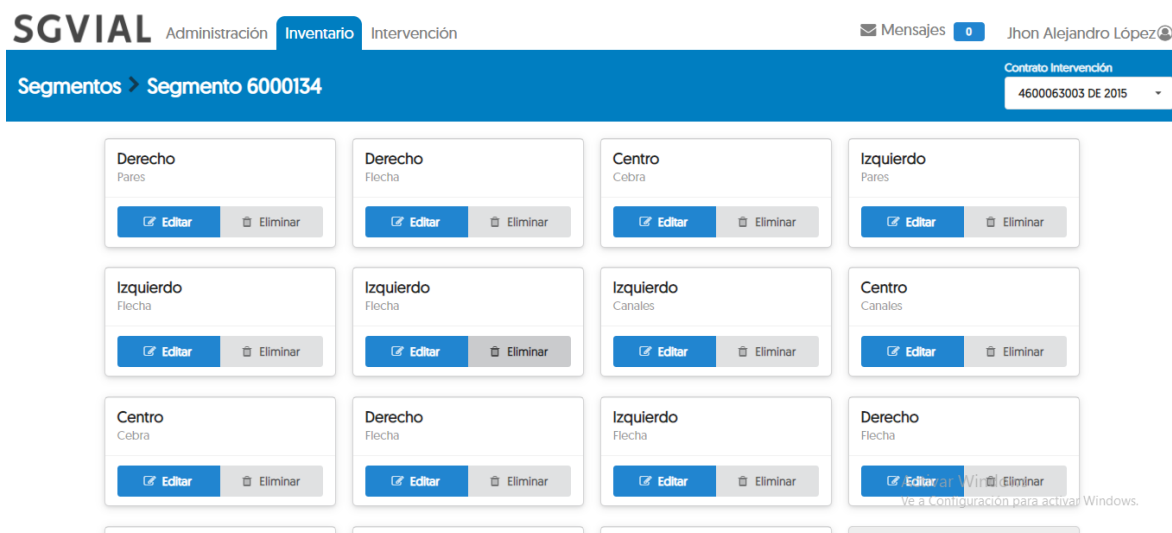 SGVIAL Administración Inventario Intervención Mensajes 0 Jhon Alejandro López
Contrato Intervención
Segmentos > Segmento 6000134
4600063003 DE 2015
Derecho Derecho Centro Izquierdo
Pares Flecha Cebra Pares
Editar Eliminar Editar Eliminar Editar Eliminar Editar Eliminar
Izquierdo Izquierdo Izquierdo Centro
Flecha Flecha Canales Canales
Editar Eliminar Editar Eliminar Editar Eliminar Editar Eliminar
Centro Derecho Izquierdo Derecho
Cebra Flecha Flecha Flecha
Editar Eliminar Editar Eliminar Editar Eliminar Editar Eliminar
Activar Windows
Ve a Configuración para activar Windows.